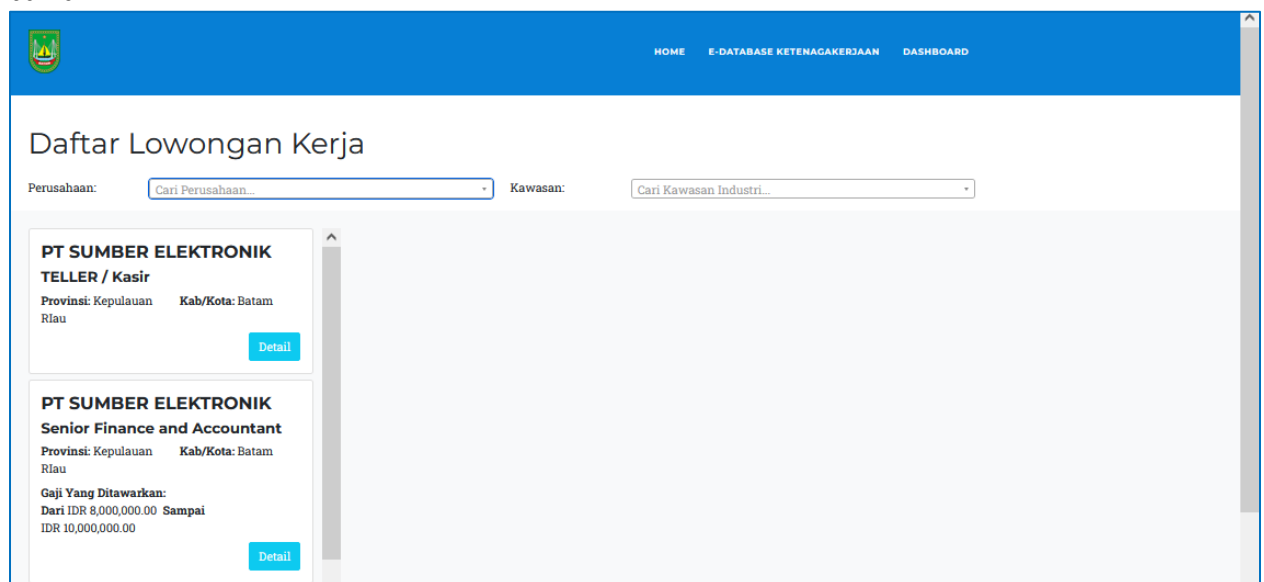 HOME E-DATABASE KETENAGAKERJAAN DASHBOARD
Daftar Lowongan Kerja
Perusahaan: Cari Perusahaan... Kawasan: Cari Kawasan Industri...
PT SUMBER ELEKTRONIK
TELLER / Kasir
Provinsi: Kepulauan Kab/Kota: Batam
RIau
Detail
PT SUMBER ELEKTRONIK
Senior Finance and Accountant
Provinsi: Kepulauan Kab/Kota: Batam
RIau
Gaji Yang Ditawarkan:
Dari IDR 8,000,000.00 Sampai
IDR 10,000,000.00
Detail